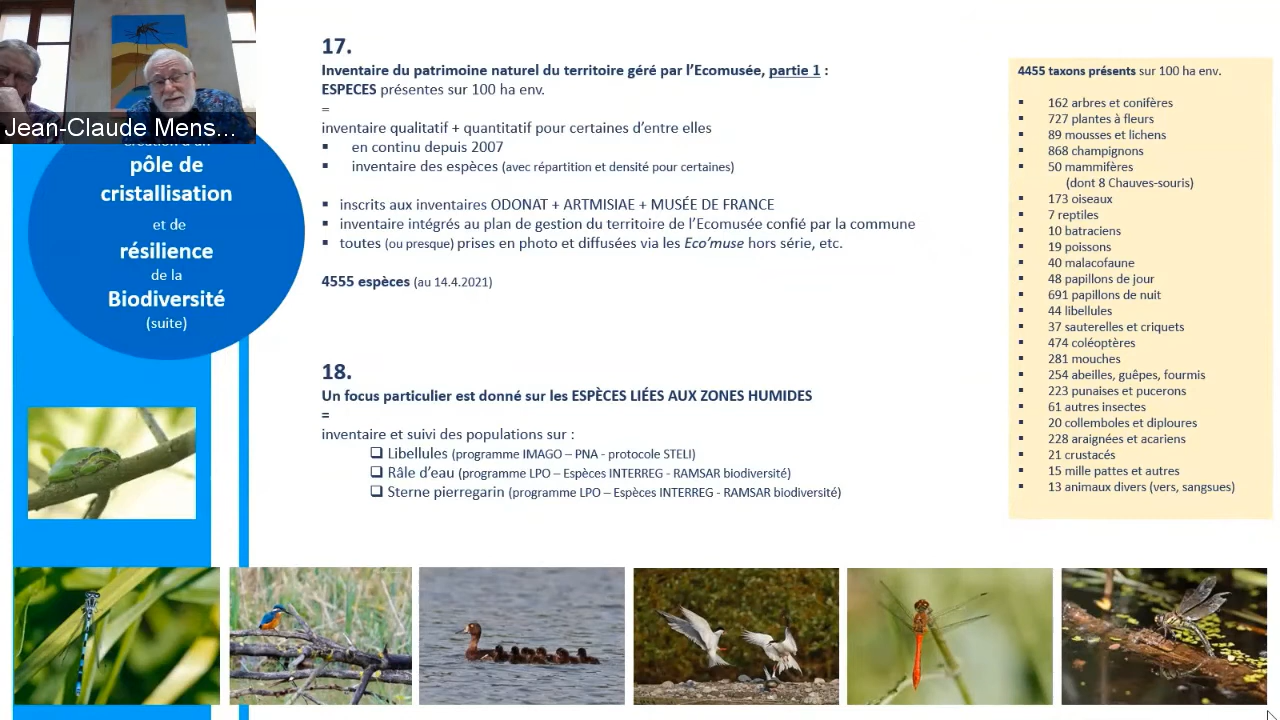 Jean-Claude Mens...
création d'un
pôle de
cristallisation
et de
résilience
de la
Biodiversité
(suite)
17.
Inventaire du patrimoine naturel du territoire géré par l'Ecomusée, partie 1 :
ESPECES présentes sur 100 ha env.
=
inventaire qualitatif + quantitatif pour certaines d'entre elles
▪ en continu depuis 2007
▪ inventaire des espèces (avec répartition et densité pour certaines)
▪ inscrits aux inventaires ODONAT + ARTMISIAE + MUSÉE DE FRANCE
▪ inventaire intégrés au plan de gestion du territoire de l'Ecomusée confié par la commune
▪ toutes (ou presque) prises en photo et diffusées via les Eco'muse hors série, etc.
4555 espèces (au 14.4.2021)
18.
Un focus particulier est donné sur les ESPÈCES LIÉES AUX ZONES HUMIDES
=
inventaire et suivi des populations sur :
❑ Libellules (programme IMAGO – PNA - protocole STELI)
❑ Râle d'eau (programme LPO – Espèces INTERREG - RAMSAR biodiversité)
❑ Sterne pierregarin (programme LPO – Espèces INTERREG - RAMSAR biodiversité)
4455 taxons présents sur 100 ha env.
▪ 162 arbres et conifères
▪ 727 plantes à fleurs
▪ 89 mousses et lichens
▪ 868 champignons
▪ 50 mammifères
(dont 8 Chauves-souris)
▪ 173 oiseaux
▪ 7 reptiles
▪ 10 batraciens
▪ 19 poissons
▪ 40 malacofaune
▪ 48 papillons de jour
▪ 691 papillons de nuit
▪ 44 libellules
▪ 37 sauterelles et criquets
▪ 474 coléoptères
▪ 281 mouches
▪ 254 abeilles, guêpes, fourmis
▪ 223 punaises et pucerons
▪ 61 autres insectes
▪ 20 collemboles et diploures
▪ 228 araignées et acariens
▪ 21 crustacés
▪ 15 mille pattes et autres
▪ 13 animaux divers (vers, sangsues)